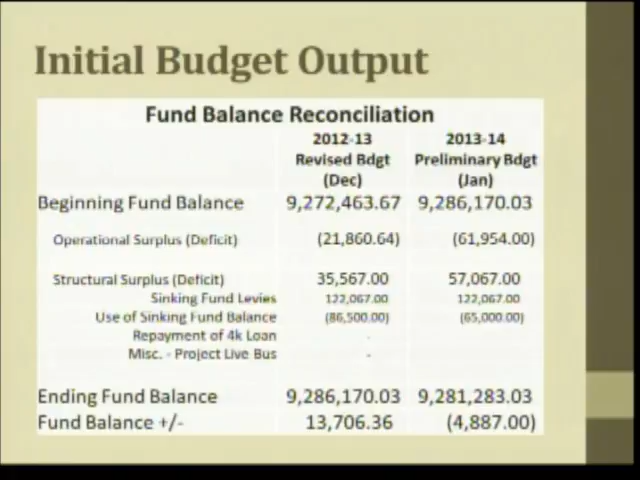 Initial Budget Output
Fund Balance Reconciliation
2012-13 2013-14
Revised Bdgt Preliminary Bdgt
(Dec) (Jan)
Beginning Fund Balance 9,272,463.67 9,286,170.03
Operational Surplus (Deficit) (21,860.64) (61,954.00)
Structural Surplus (Deficit) 35,567.00 57,067.00
Sinking Fund Levies 122,067.00 122,067.00
Use of Sinking Fund Balance (86,500.00) (65,000.00)
Repayment of 4k Loan -
Misc. - Project Live Bus -
Ending Fund Balance 9,286,170.03 9,281,283.03
Fund Balance +/- 13,706.36 (4,887.00)